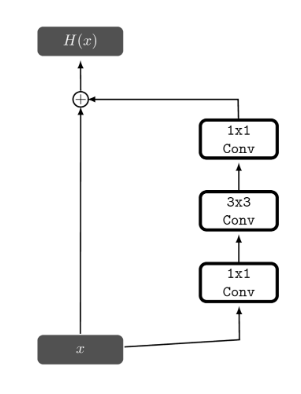 H(x)
+
1x1
Conv
3x3
Conv
1x1
Conv
x